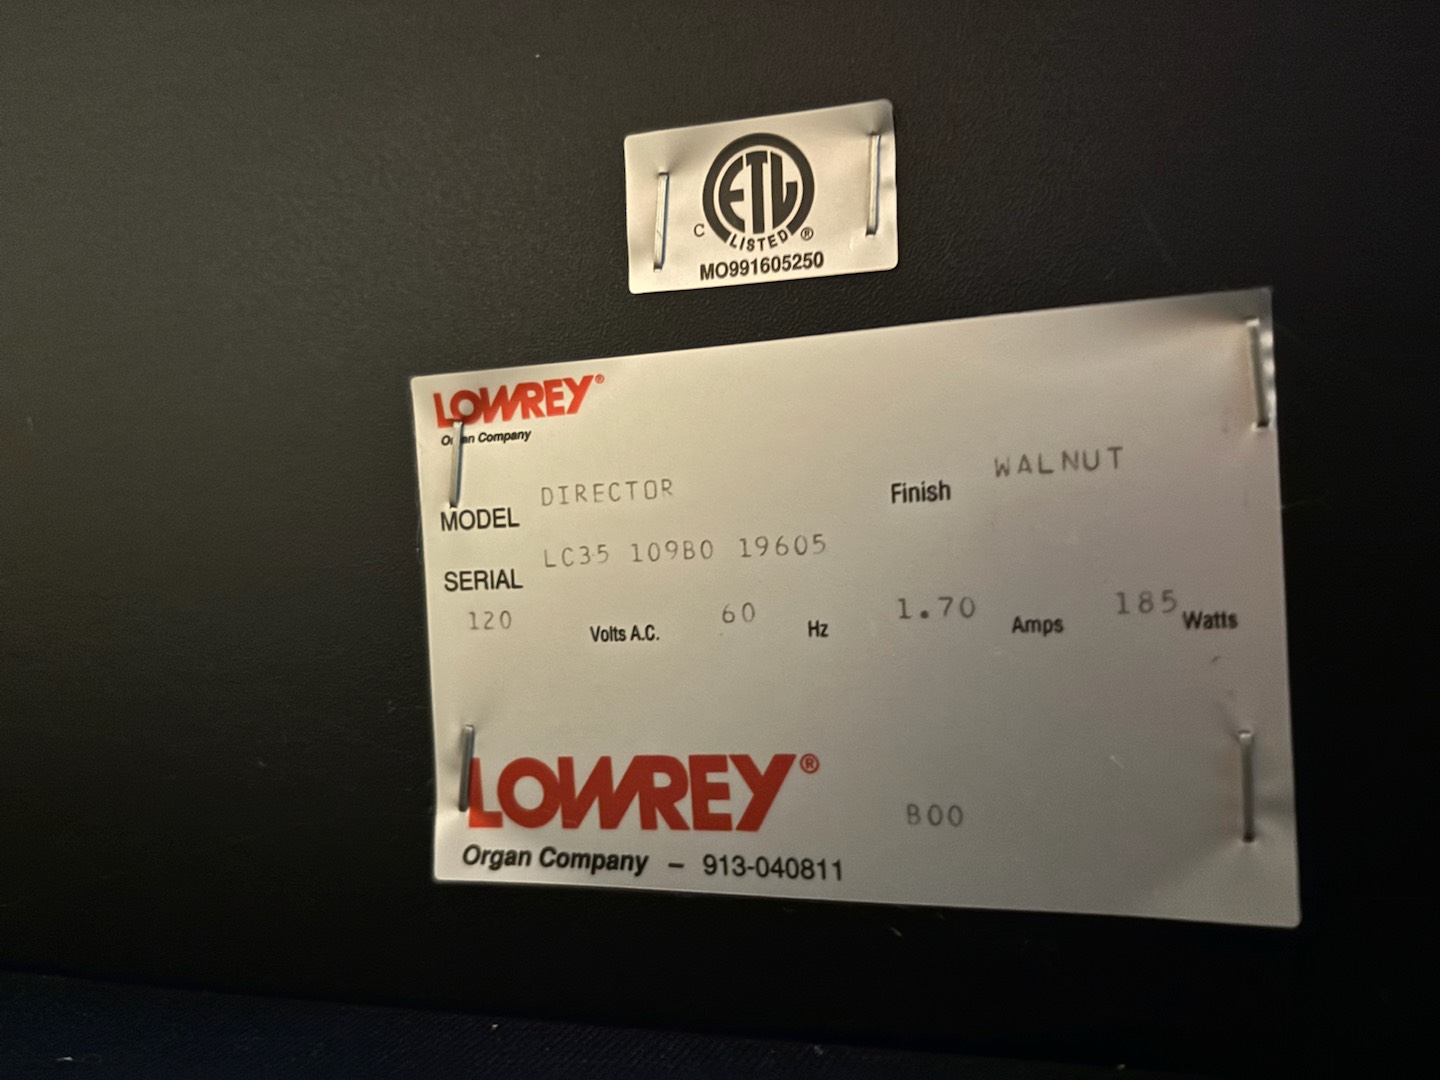 ETL
C LISTED ®
MO991605250
LOWREY®
Organ Company
MODEL DIRECTOR Finish WALNUT
SERIAL LC35 109B0 19605
120 Volts A.C. 60 Hz 1.70 Amps 185 Watts
LOWREY® B00
Organ Company – 913-040811